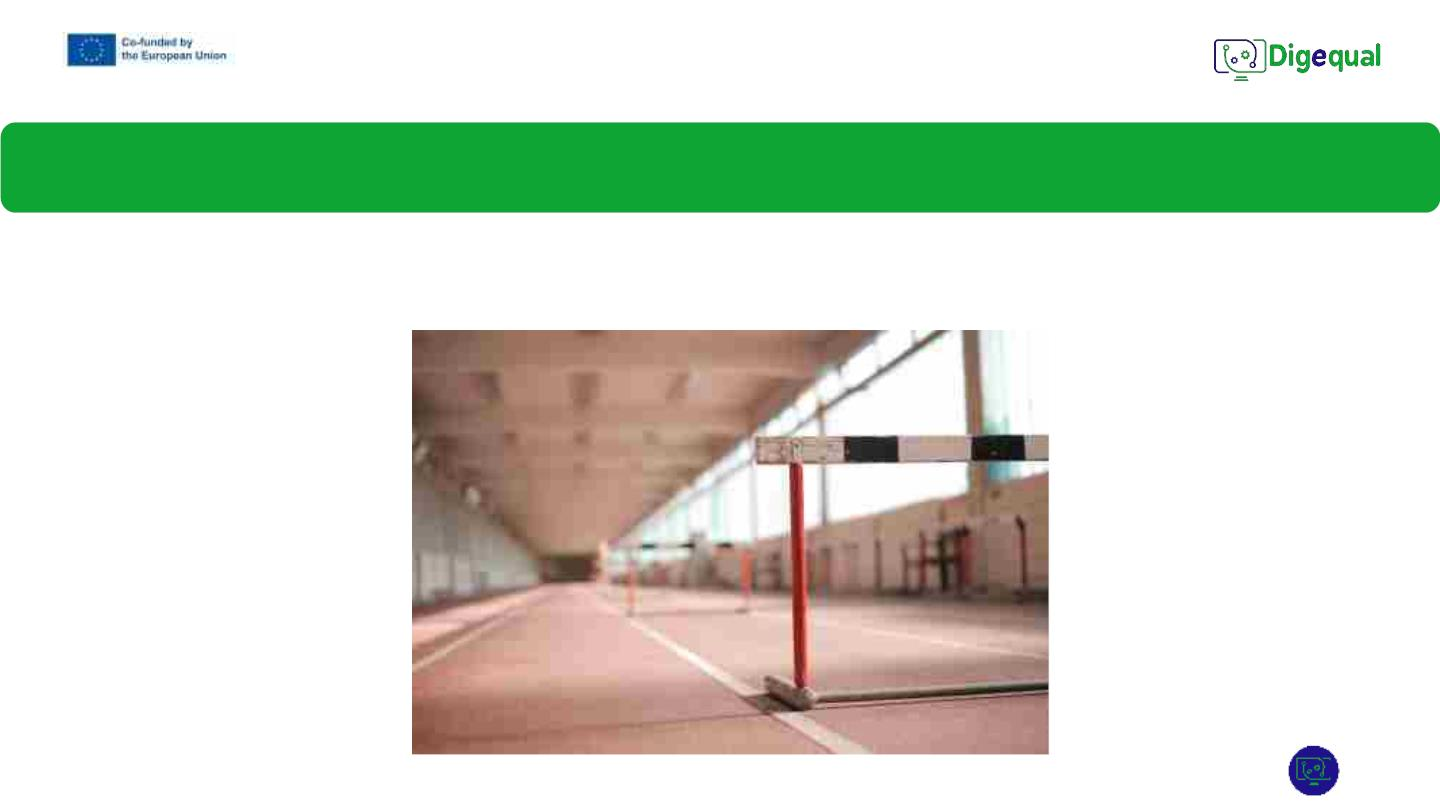 Co-funded by
the European Union
Digequal